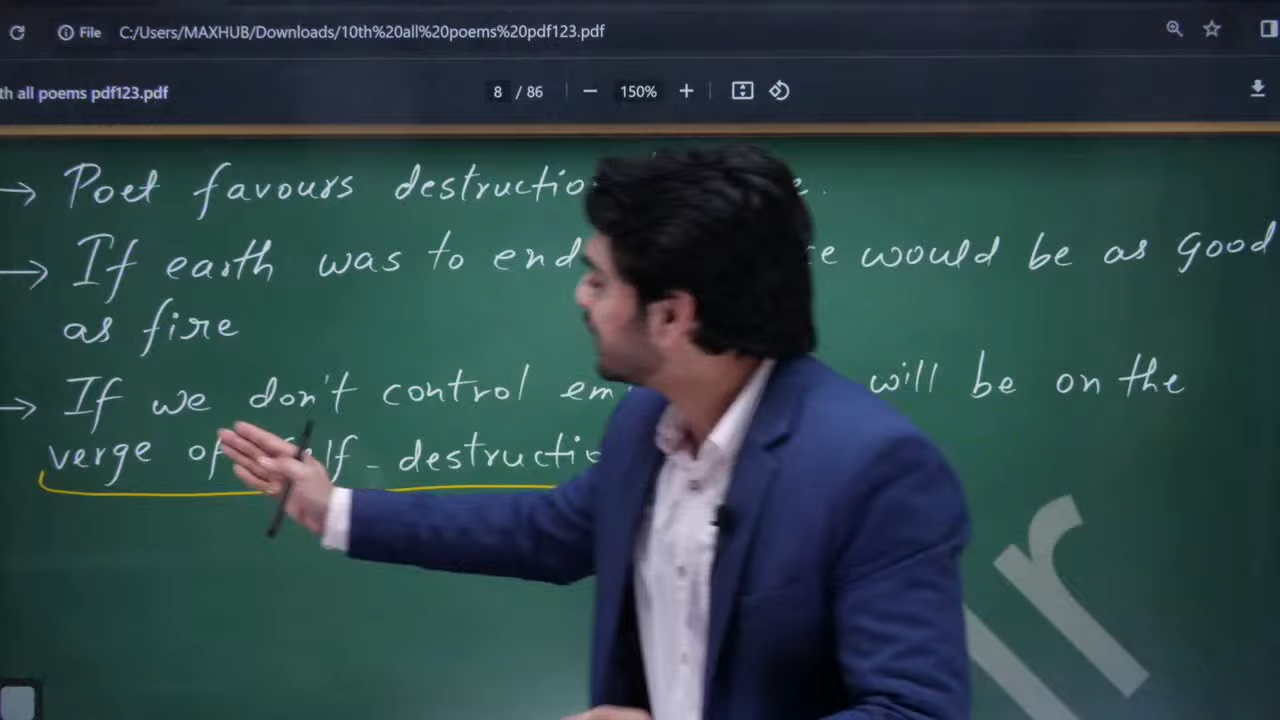 File C:/Users/MAXHUB/Downloads/10th%20all%20poems%20pdf123.pdf
th all poems pdf123.pdf 8 / 86 150%
→ Poet favours destructio
→ If earth was to end would be as good
as fire
→ If we don't control em will be on the
verge of self-destructio